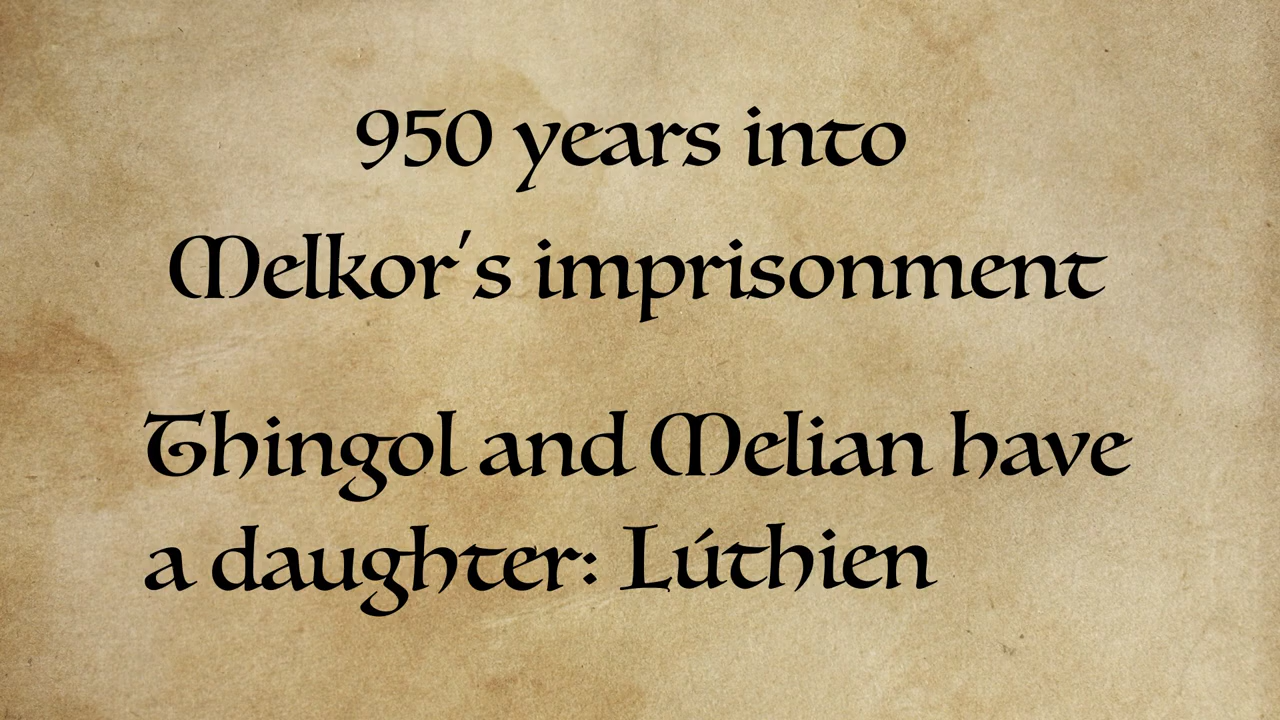 950 years into
Melkor's imprisonment
Thingol and Melian have
a daughter: Lúthien